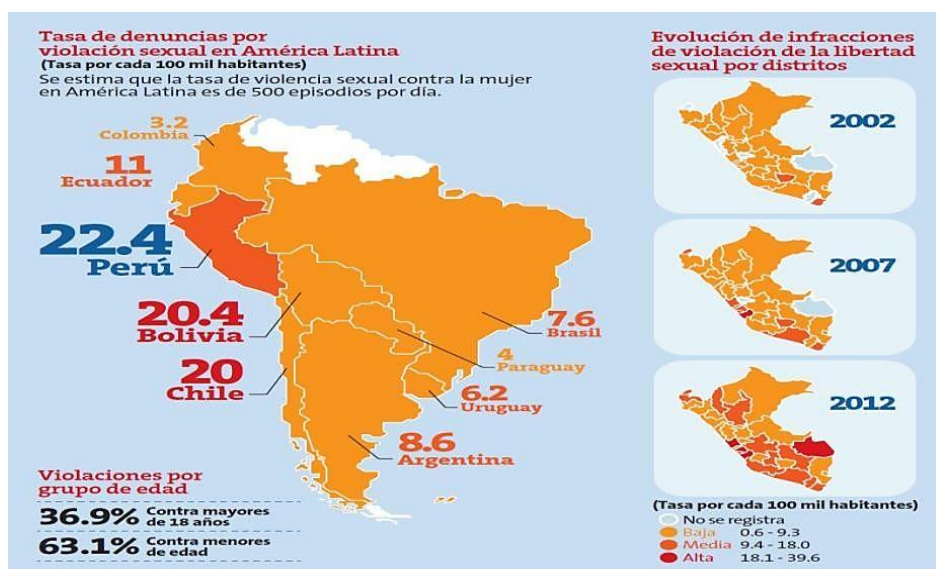 Tasa de denuncias por
violación sexual en América Latina
(Tasa por cada 100 mil habitantes)
Se estima que la tasa de violencia sexual contra la mujer
en América Latina es de 500 episodios por día.
3.2
Colombia
11
Ecuador
22.4
Perú
20.4
Bolivia
20
Chile
7.6
Brasil
4
Paraguay
6.2
Uruguay
8.6
Argentina
Violaciones por
grupo de edad
36.9% Contra mayores
de 18 años
63.1% Contra menores
de edad
Evolución de infracciones
de violación de la libertad
sexual por distritos
2002
2007
2012
(Tasa por cada 100 mil habitantes)
No se registra
Baja 0.6 - 9.3
Media 9.4 - 18.0
Alta 18.1 - 39.6